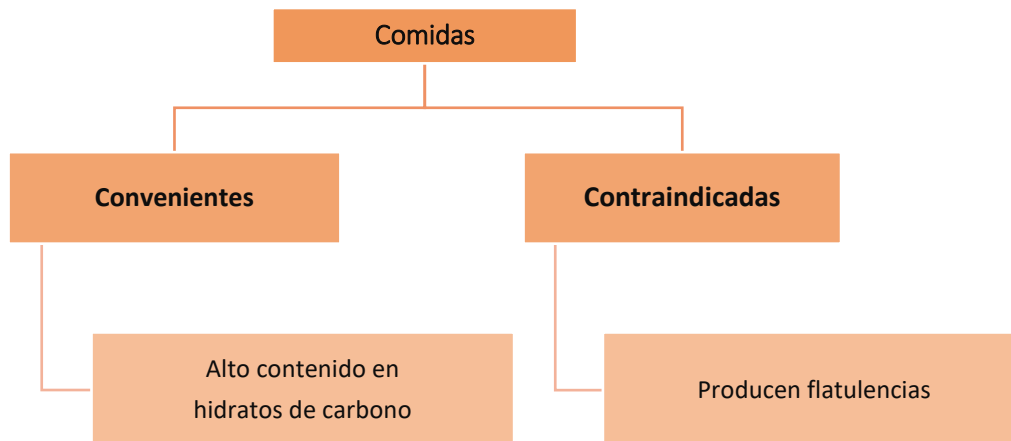 Comidas
Convenientes
Contraindicadas
Alto contenido en
hidratos de carbono
Producen flatulencias